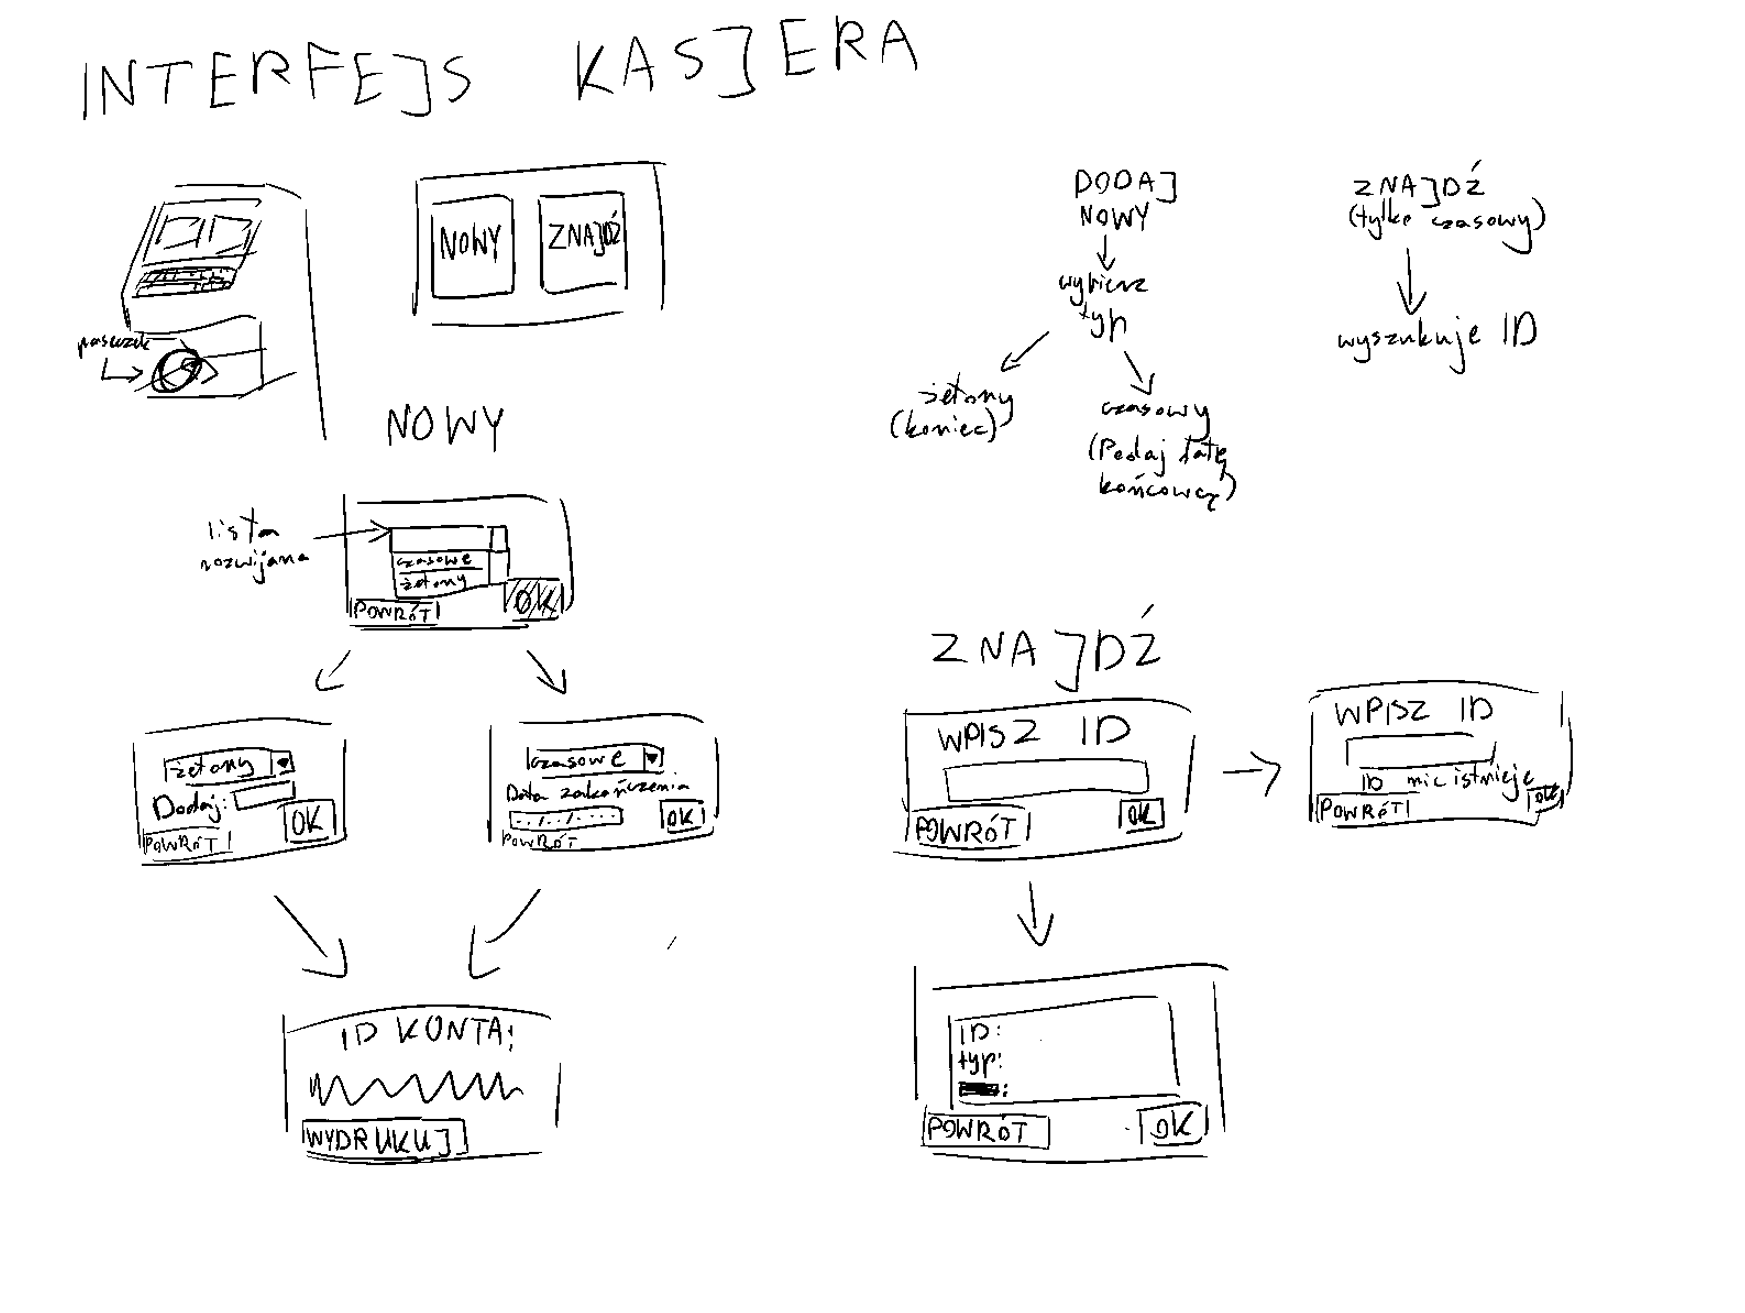 INTERFEJS KASJERA
NOWY
ZNAJDŹ
DODAJ
NOWY
wybierz
typ
żetony
(koniec)
czasowy
(Podaj datę
końcową)
ZNAJDŹ
(tylko czasowy)
wyszukuje ID
NOWY
lista
rozwijana
czasowe
żetony
POWRÓT
OK
żetony
Dodaj:
OK
POWRÓT
czasowe
Data zakończenia
../../....
OK
POWRÓT
ID KONTA:
WYDRUKUJ
ZNAJDŹ
WPISZ ID
POWRÓT
OK
WPISZ ID
ID nie istnieje
POWRÓT
OK
ID:
typ:
POWRÓT
OK